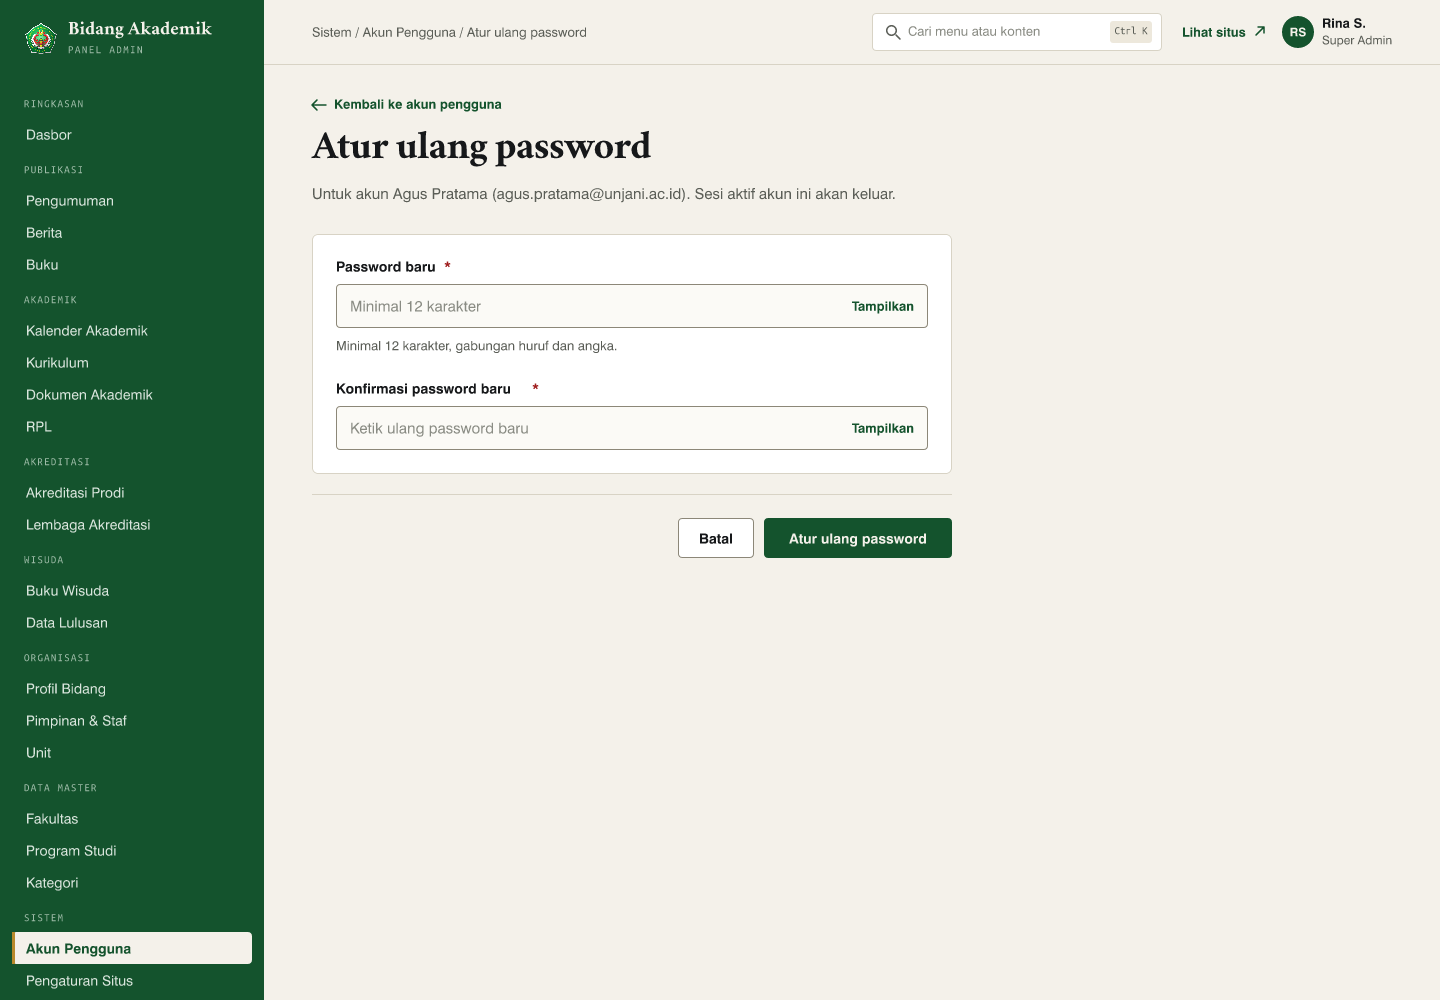 Bidang Akademik
PANEL ADMIN
RINGKASAN
Dasbor
PUBLIKASI
Pengumuman
Berita
Buku
AKADEMIK
Kalender Akademik
Kurikulum
Dokumen Akademik
RPL
AKREDITASI
Akreditasi Prodi
Lembaga Akreditasi
WISUDA
Buku Wisuda
Data Lulusan
ORGANISASI
Profil Bidang
Pimpinan & Staf
Unit
DATA MASTER
Fakultas
Program Studi
Kategori
SISTEM
Akun Pengguna
Pengaturan Situs
Sistem / Akun Pengguna / Atur ulang password
Cari menu atau konten
Ctrl K
Lihat situs
RS
Rina S.
Super Admin
Kembali ke akun pengguna
Atur ulang password
Untuk akun Agus Pratama (agus.pratama@unjani.ac.id). Sesi aktif akun ini akan keluar.
Password baru *
Minimal 12 karakter
Tampilkan
Minimal 12 karakter, gabungan huruf dan angka.
Konfirmasi password baru *
Ketik ulang password baru
Tampilkan
Batal
Atur ulang password